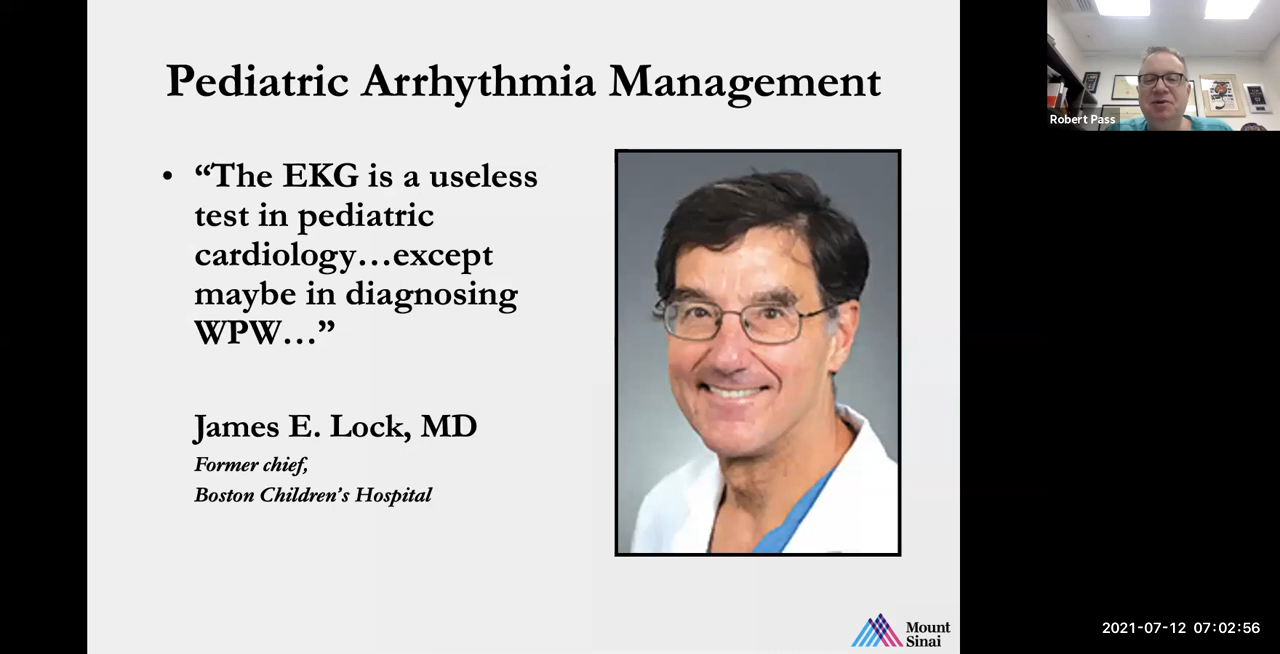 Pediatric Arrhythmia Management
• “The EKG is a useless
test in pediatric
cardiology…except
maybe in diagnosing
WPW…”
James E. Lock, MD
Former chief,
Boston Children’s Hospital
Mount
Sinai
Robert Pass
2021-07-12 07:02:56